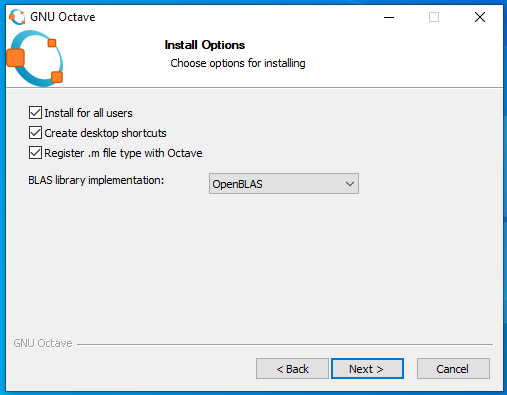 GNU Octave
Install Options
Choose options for installing
Install for all users
Create desktop shortcuts
Register .m file type with Octave
BLAS library implementation: OpenBLAS
GNU Octave
< Back Next > Cancel